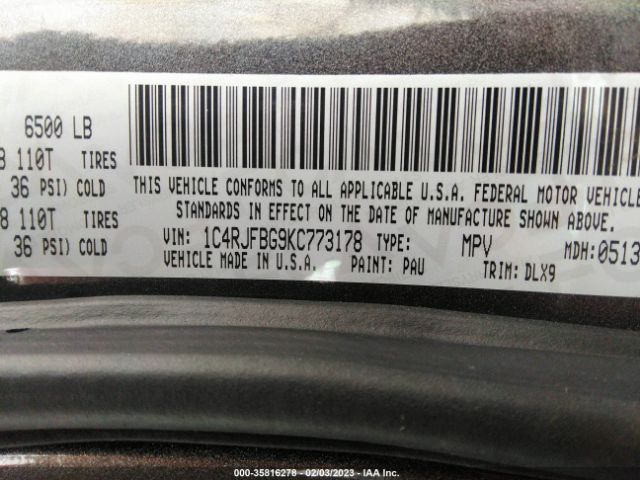 6500 LB
8 110T TIRES
36 PSI) COLD
8 110T TIRES
36 PSI) COLD
THIS VEHICLE CONFORMS TO ALL APPLICABLE U.S.A. FEDERAL MOTOR VEHICLE
STANDARDS IN EFFECT ON THE DATE OF MANUFACTURE SHOWN ABOVE.
VIN: 1C4RJFBG9KC773178 TYPE: MPV MDH:0513
VEHICLE MADE IN U.S.A. PAINT: PAU TRIM: DLX9
000-35816278 - 02/03/2023 - IAA Inc.